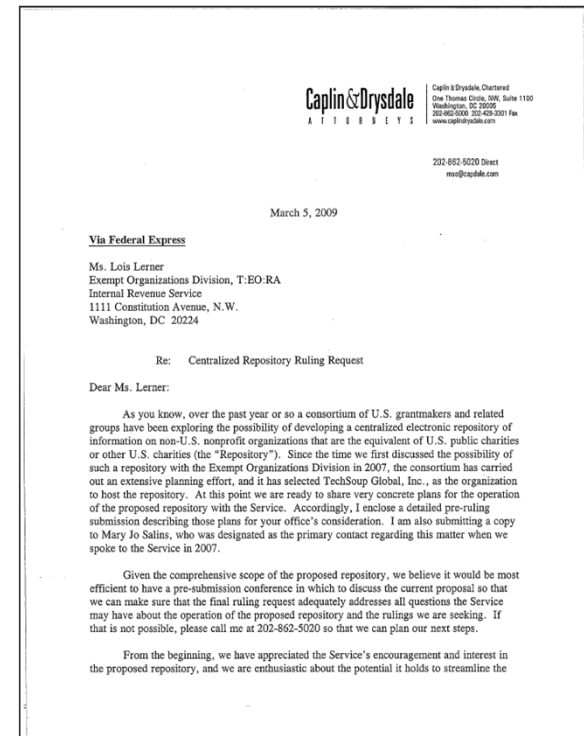 Caplin & Drysdale
ATTORNEYS
Caplin & Drysdale, Chartered
One Thomas Circle, NW, Suite 1100
Washington, DC 20005
202-862-5000 202-429-3301 Fax
www.caplindrysdale.com
202-862-5020 Direct
mso@capdale.com
March 5, 2009
Via Federal Express
Ms. Lois Lerner
Exempt Organizations Division, T:EO:RA
Internal Revenue Service
1111 Constitution Avenue, N.W.
Washington, DC 20224
Re: Centralized Repository Ruling Request
Dear Ms. Lerner:
As you know, over the past year or so a consortium of U.S. grantmakers and related
groups have been exploring the possibility of developing a centralized electronic repository of
information on non-U.S. nonprofit organizations that are the equivalent of U.S. public charities
or other U.S. charities (the "Repository"). Since the time we first discussed the possibility of
such a repository with the Exempt Organizations Division in 2007, the consortium has carried
out an extensive planning effort, and it has selected TechSoup Global, Inc., as the organization
to host the repository. At this point we are ready to share very concrete plans for the operation
of the proposed repository with the Service. Accordingly, I enclose a detailed pre-ruling
submission describing those plans for your office's consideration. I am also submitting a copy
to Mary Jo Salins, who was designated as the primary contact regarding this matter when we
spoke to the Service in 2007.
Given the comprehensive scope of the proposed repository, we believe it would be most
efficient to have a pre-submission conference in which to discuss the current proposal so that
we can make sure that the final ruling request adequately addresses all questions the Service
may have about the operation of the proposed repository and the rulings we are seeking. If
that is not possible, please call me at 202-862-5020 so that we can plan our next steps.
From the beginning, we have appreciated the Service's encouragement and interest in
the proposed repository, and we are enthusiastic about the potential it holds to streamline the